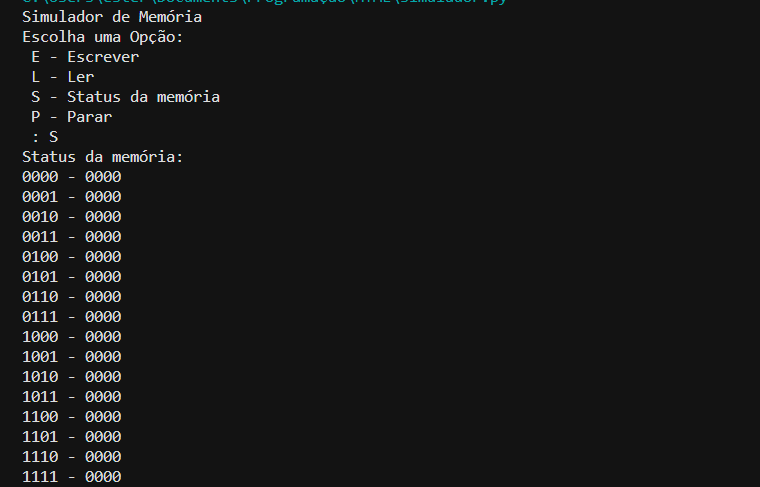 Simulador de Memória
Escolha uma Opção:
 E - Escrever
 L - Ler
 S - Status da memória
 P - Parar
 : S
Status da memória:
0000 - 0000
0001 - 0000
0010 - 0000
0011 - 0000
0100 - 0000
0101 - 0000
0110 - 0000
0111 - 0000
1000 - 0000
1001 - 0000
1010 - 0000
1011 - 0000
1100 - 0000
1101 - 0000
1110 - 0000
1111 - 0000